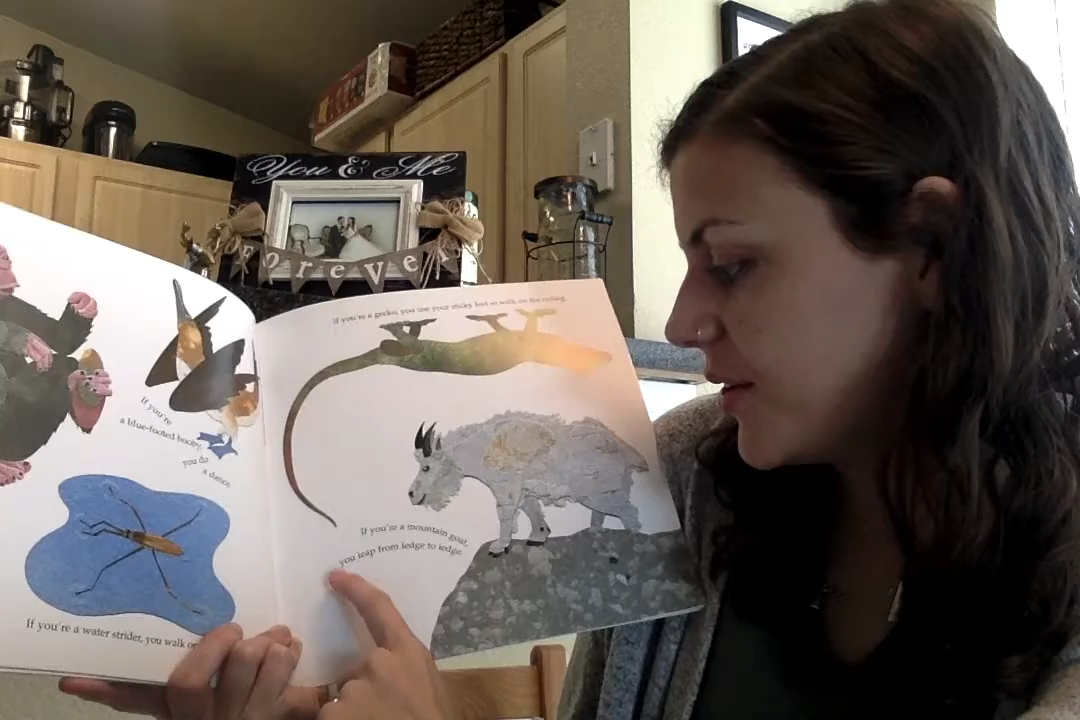 You & Me
Forever
If you're
a blue-footed booby,
you do
a dance.
If you're a water strider, you walk on
If you're a gecko, you use your sticky feet to walk on the ceiling.
If you're a mountain goat,
you leap from ledge to ledge.